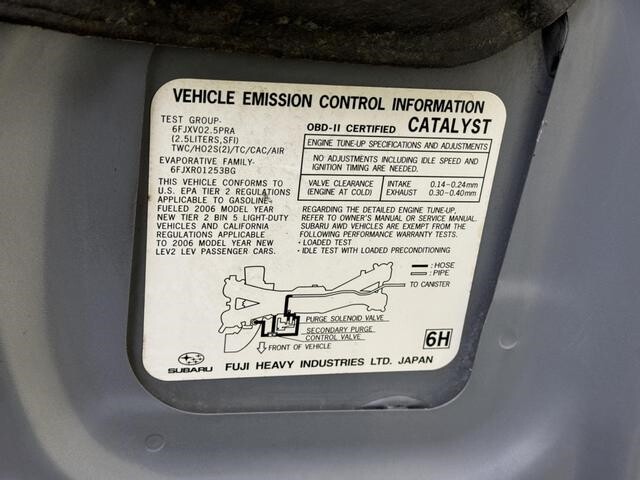 VEHICLE EMISSION CONTROL INFORMATION
TEST GROUP-
6FJXV02.5PRA
(2.5LITERS,SFI)
TWC/HO2S(2)/TC/CAC/AIR
EVAPORATIVE FAMILY-
6FJXR01253BG
THIS VEHICLE CONFORMS TO
U.S. EPA TIER 2 REGULATIONS
APPLICABLE TO GASOLINE-
FUELED 2006 MODEL YEAR
NEW TIER 2 BIN 5 LIGHT-DUTY
VEHICLES AND CALIFORNIA
REGULATIONS APPLICABLE
TO 2006 MODEL YEAR NEW
LEV2 LEV PASSENGER CARS.
OBD-II CERTIFIED CATALYST
ENGINE TUNE-UP SPECIFICATIONS AND ADJUSTMENTS
NO ADJUSTMENTS INCLUDING IDLE SPEED AND
IGNITION TIMING ARE NEEDED.
VALVE CLEARANCE INTAKE 0.14-0.24mm
(ENGINE AT COLD) EXHAUST 0.30-0.40mm
REGARDING THE DETAILED ENGINE TUNE-UP,
REFER TO OWNER'S MANUAL OR SERVICE MANUAL.
SUBARU AWD VEHICLES ARE EXEMPT FROM THE
FOLLOWING PERFORMANCE WARRANTY TESTS:
• LOADED TEST
• IDLE TEST WITH LOADED PRECONDITIONING
:HOSE
:PIPE
TO CANISTER
PURGE SOLENOID VALVE
SECONDARY PURGE
CONTROL VALVE
FRONT OF VEHICLE
6H
SUBARU FUJI HEAVY INDUSTRIES LTD. JAPAN